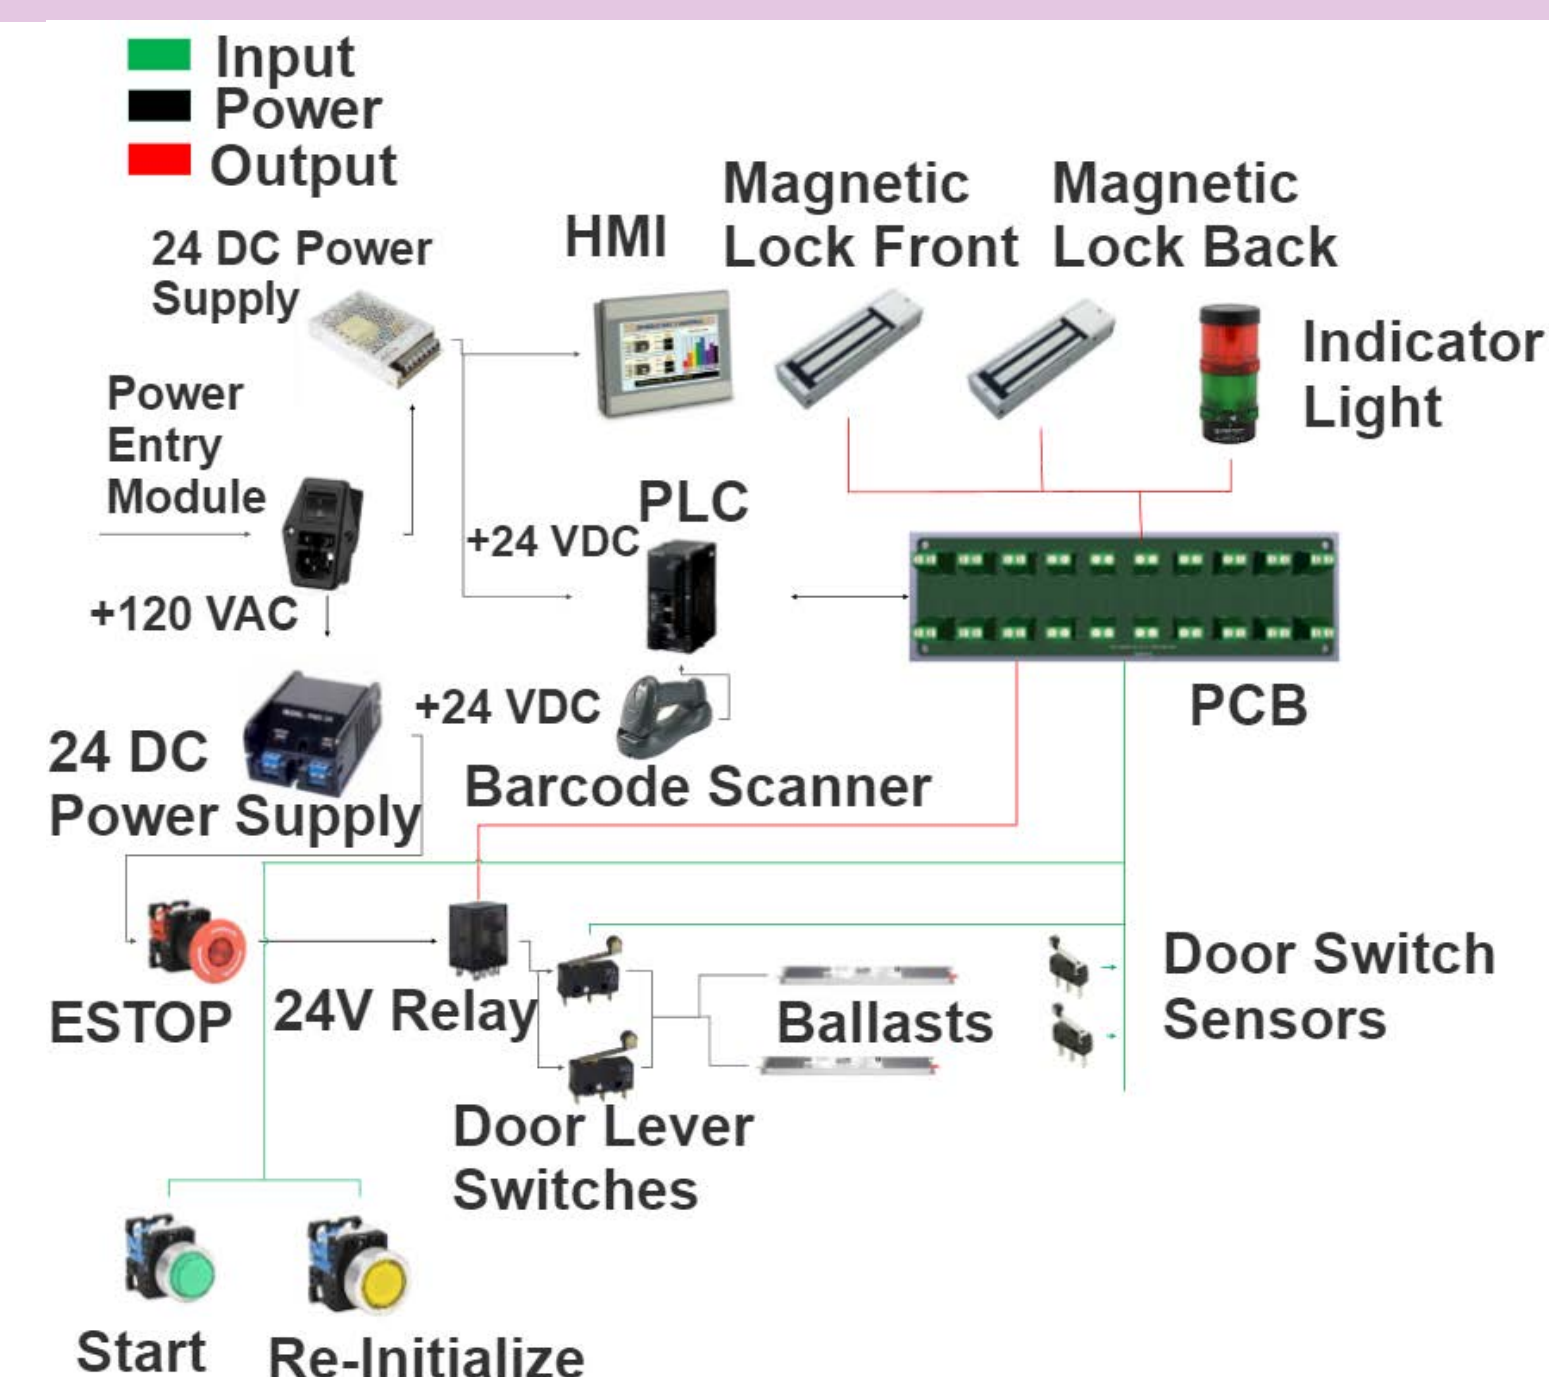 Input
Power
Output
24 DC Power
Supply
HMI
Magnetic
Lock Front
Magnetic
Lock Back
Indicator
Light
Power
Entry
Module
+120 VAC
+24 VDC
PLC
PCB
24 DC
Power Supply
+24 VDC
Barcode Scanner
ESTOP
24V Relay
Door Lever
Switches
Ballasts
Door Switch
Sensors
Start
Re-Initialize